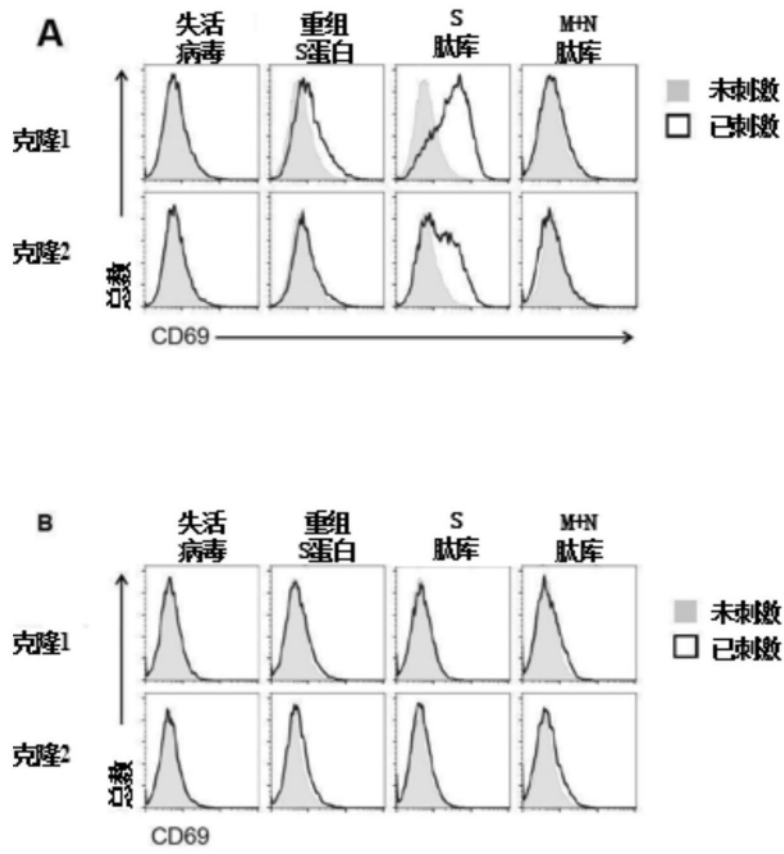 A
失活 重组 S M+N
病毒 S蛋白 肽库 肽库
未刺激
已刺激
克隆1
克隆2
总数
CD69
B
失活 重组 S M+N
病毒 S蛋白 肽库 肽库
未刺激
已刺激
克隆1
克隆2
总数
CD69